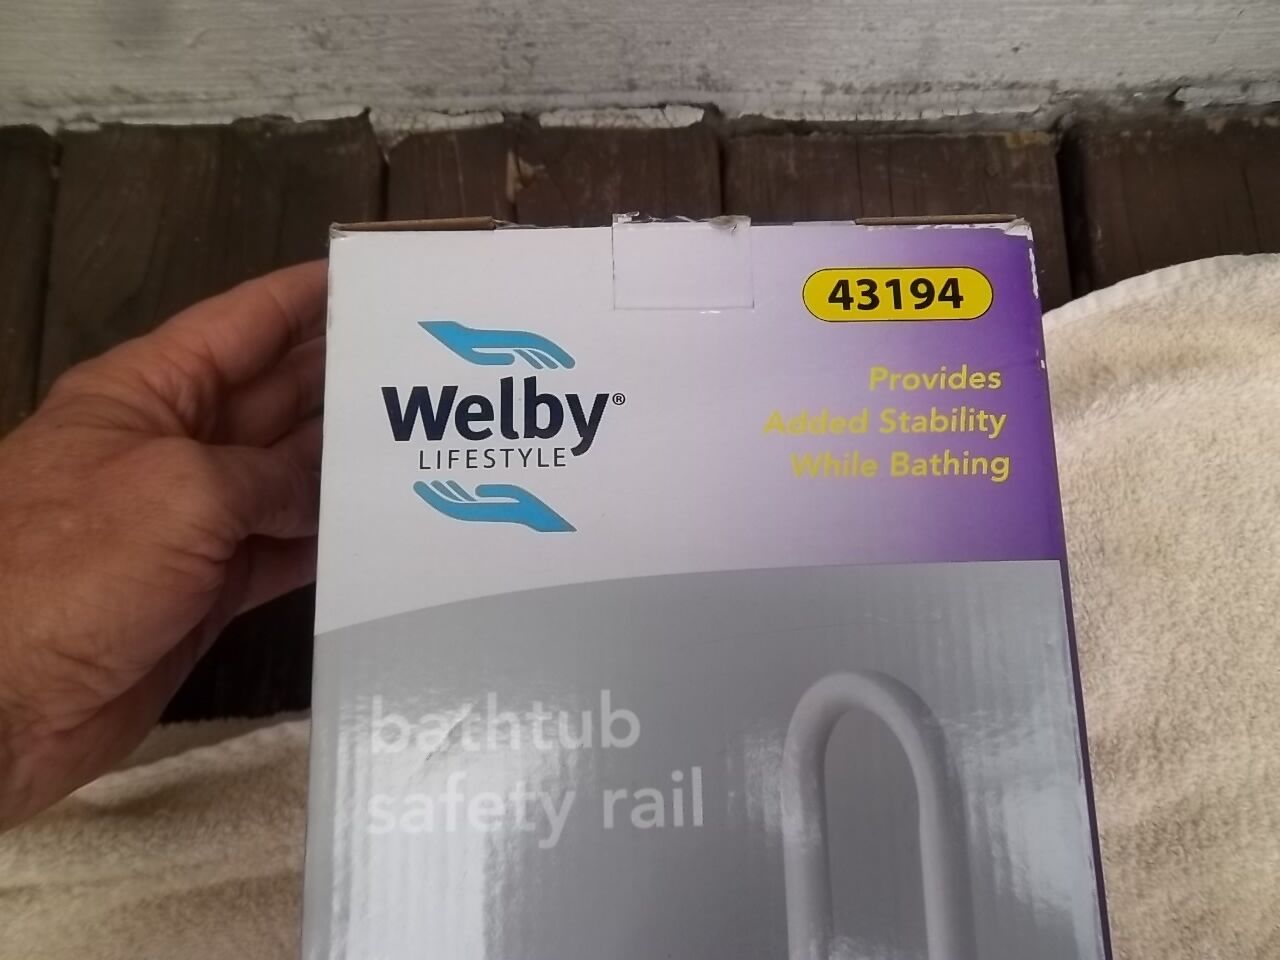 43194
Welby®
LIFESTYLE
Provides
Added Stability
While Bathing
bathtub
safety rail